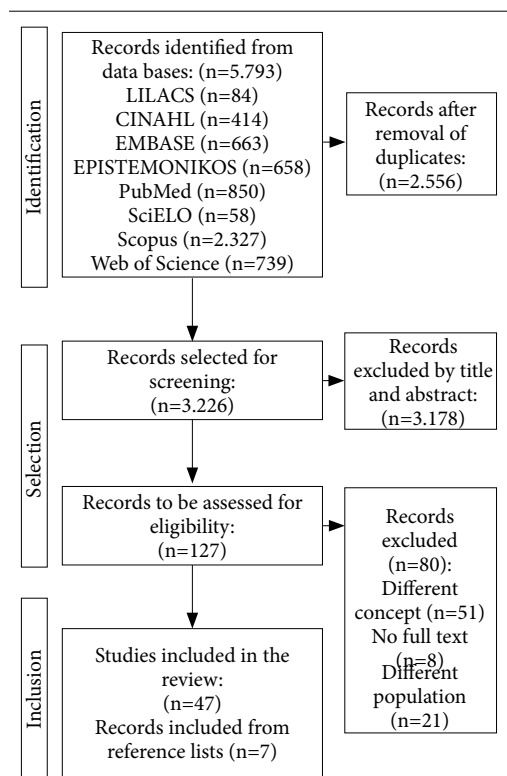 Identification
Records identified from
data bases: (n=5.793)
LILACS (n=84)
CINAHL (n=414)
EMBASE (n=663)
EPISTEMONIKOS (n=658)
PubMed (n=850)
SciELO (n=58)
Scopus (n=2.327)
Web of Science (n=739)
Records after
removal of
duplicates:
(n=2.556)
Selection
Records selected for
screening:
(n=3.226)
Records
excluded by title
and abstract:
(n=3.178)
Records to be assessed for
eligibility:
(n=127)
Records
excluded
(n=80):
Different
concept (n=51)
No full text
(n=8)
Different
population
(n=21)
Inclusion
Studies included in the
review:
(n=47)
Records included from
reference lists (n=7)